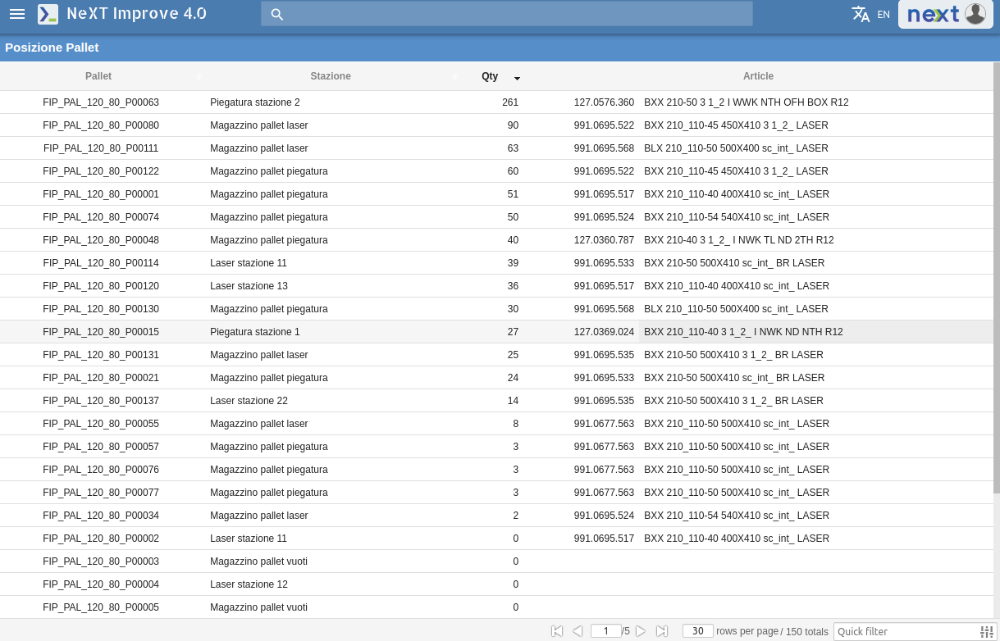 NeXT Improve 4.0 EN next
Posizione Pallet
Pallet Stazione Qty Article
FIP_PAL_120_80_P00063 Piegatura stazione 2 261 127.0576.360 BXX 210-50 3 1_2 I WWK NTH OFH BOX R12
FIP_PAL_120_80_P00080 Magazzino pallet laser 90 991.0695.522 BXX 210_110-45 450X410 3 1_2_ LASER
FIP_PAL_120_80_P00111 Magazzino pallet laser 63 991.0695.568 BLX 210_110-50 500X400 sc_int_ LASER
FIP_PAL_120_80_P00122 Magazzino pallet piegatura 60 991.0695.522 BXX 210_110-45 450X410 3 1_2_ LASER
FIP_PAL_120_80_P00001 Magazzino pallet piegatura 51 991.0695.517 BXX 210_110-40 400X410 sc_int_ LASER
FIP_PAL_120_80_P00074 Magazzino pallet piegatura 50 991.0695.524 BXX 210_110-54 540X410 sc_int_ LASER
FIP_PAL_120_80_P00048 Magazzino pallet piegatura 40 127.0360.787 BXX 210-40 3 1_2_ I NWK TL ND 2TH R12
FIP_PAL_120_80_P00114 Laser stazione 11 39 991.0695.533 BXX 210-50 500X410 sc_int_ BR LASER
FIP_PAL_120_80_P00120 Laser stazione 13 36 991.0695.517 BXX 210_110-40 400X410 sc_int_ LASER
FIP_PAL_120_80_P00130 Magazzino pallet piegatura 30 991.0695.568 BLX 210_110-50 500X400 sc_int_ LASER
FIP_PAL_120_80_P00015 Piegatura stazione 1 27 127.0369.024 BXX 210_110-40 3 1_2_ I NWK ND NTH R12
FIP_PAL_120_80_P00131 Magazzino pallet laser 25 991.0695.535 BXX 210-50 500X410 3 1_2_ BR LASER
FIP_PAL_120_80_P00021 Magazzino pallet piegatura 24 991.0695.533 BXX 210-50 500X410 sc_int_ BR LASER
FIP_PAL_120_80_P00137 Laser stazione 22 14 991.0695.535 BXX 210-50 500X410 3 1_2_ BR LASER
FIP_PAL_120_80_P00055 Magazzino pallet laser 8 991.0677.563 BXX 210_110-50 500X410 sc_int_ LASER
FIP_PAL_120_80_P00057 Magazzino pallet piegatura 3 991.0677.563 BXX 210_110-50 500X410 sc_int_ LASER
FIP_PAL_120_80_P00076 Magazzino pallet piegatura 3 991.0677.563 BXX 210_110-50 500X410 sc_int_ LASER
FIP_PAL_120_80_P00077 Magazzino pallet piegatura 3 991.0677.563 BXX 210_110-50 500X410 sc_int_ LASER
FIP_PAL_120_80_P00034 Magazzino pallet laser 2 991.0695.524 BXX 210_110-54 540X410 sc_int_ LASER
FIP_PAL_120_80_P00002 Laser stazione 11 0 991.0695.517 BXX 210_110-40 400X410 sc_int_ LASER
FIP_PAL_120_80_P00003 Magazzino pallet vuoti 0
FIP_PAL_120_80_P00004 Laser stazione 12 0
FIP_PAL_120_80_P00005 Magazzino pallet vuoti 0
1 /5 30 rows per page / 150 totals Quick filter